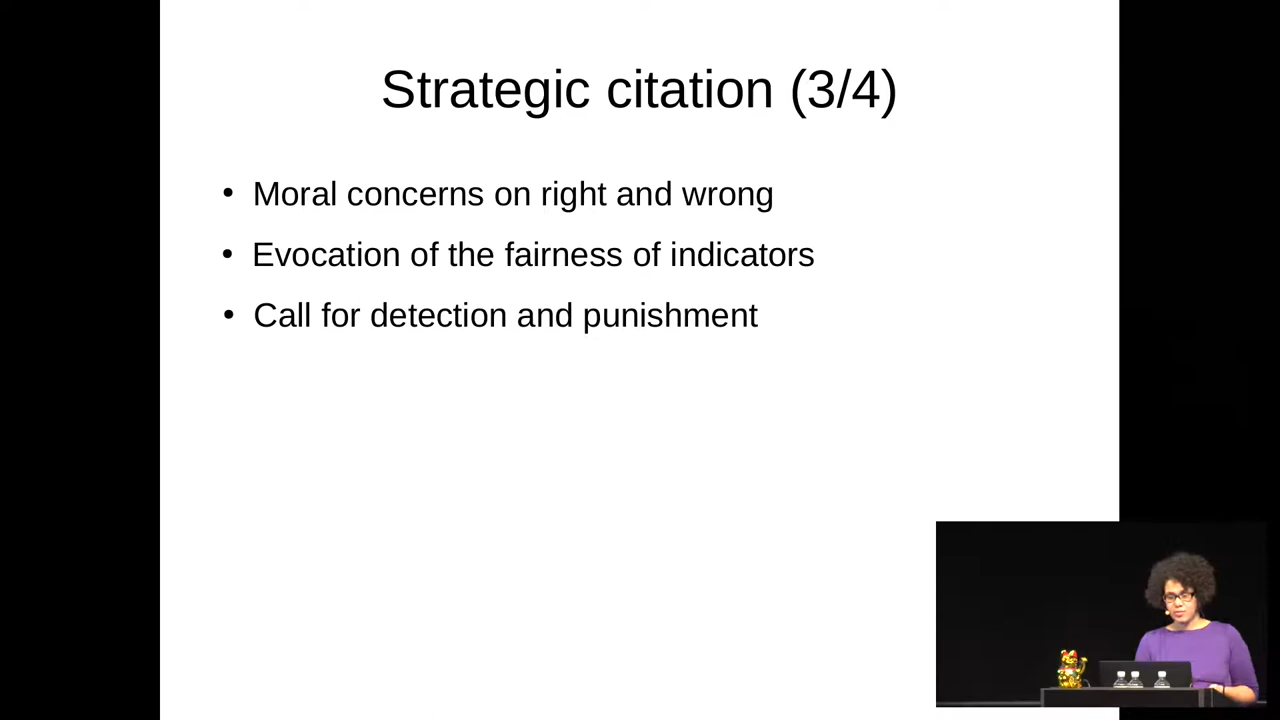 Strategic citation (3/4)
• Moral concerns on right and wrong
• Evocation of the fairness of indicators
• Call for detection and punishment